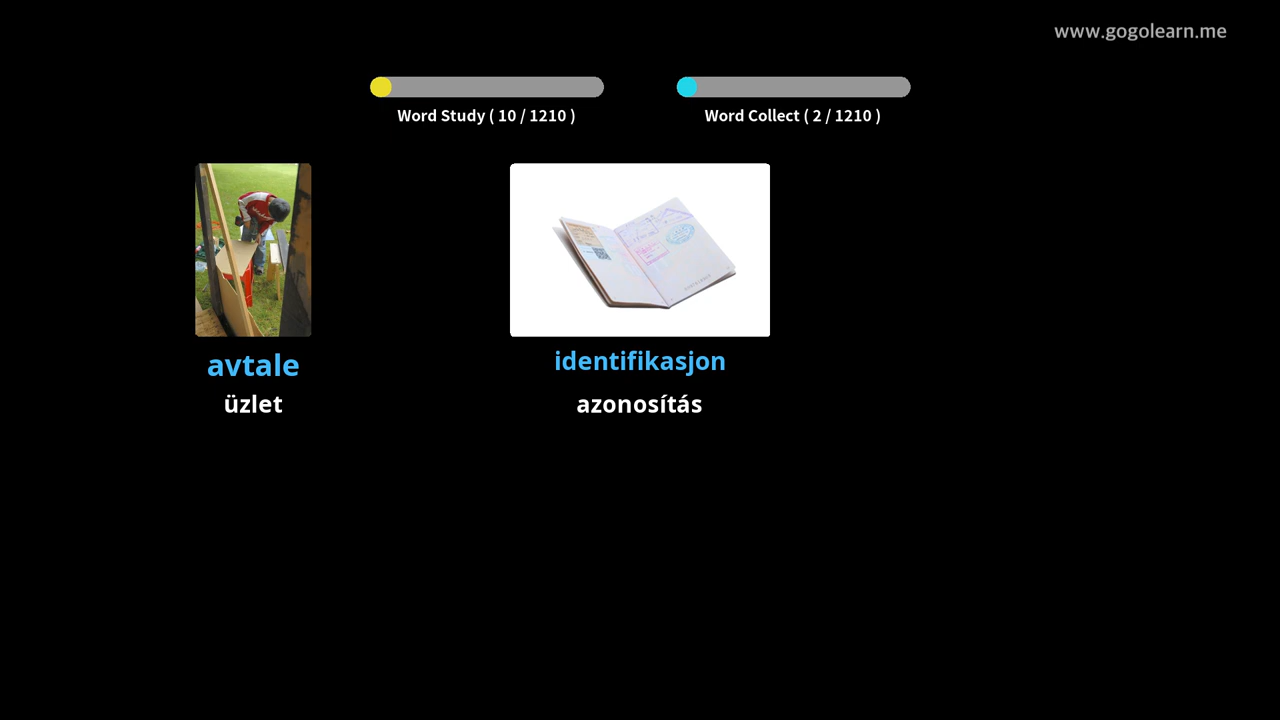 www.gogolearn.me
Word Study ( 10 / 1210 )
Word Collect ( 2 / 1210 )
avtale
identifikasjon
üzlet
azonosítás